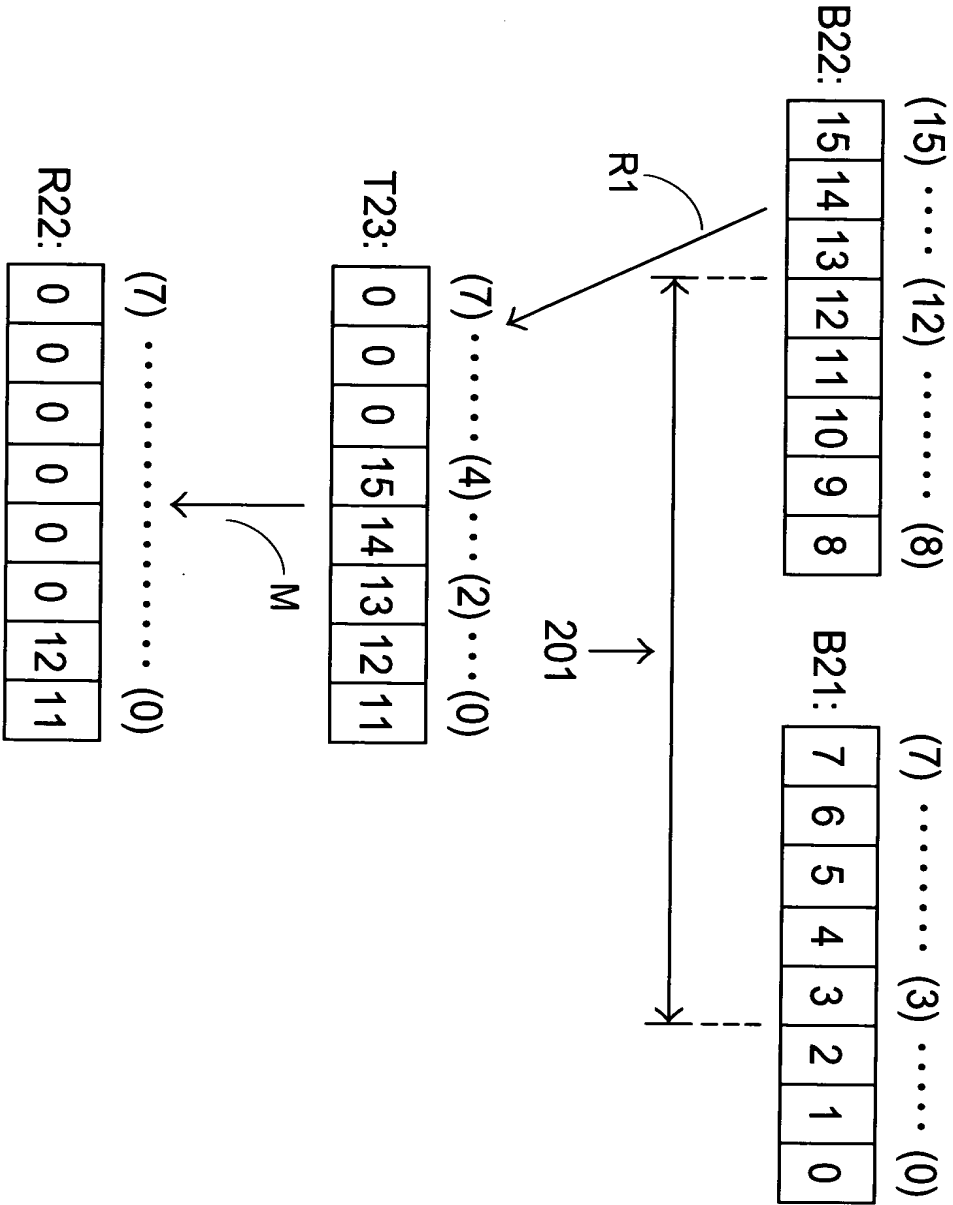 (15) .... (12) ....... (8) (7) ........ (3) ..... (0)
B22: 15 14 13 12 11 10 9 8 B21: 7 6 5 4 3 2 1 0
R1
201
(7) ...... (4) ... (2) ... (0)
T23: 0 0 0 15 14 13 12 11
M
(7) ............... (0)
R22: 0 0 0 0 0 0 12 11